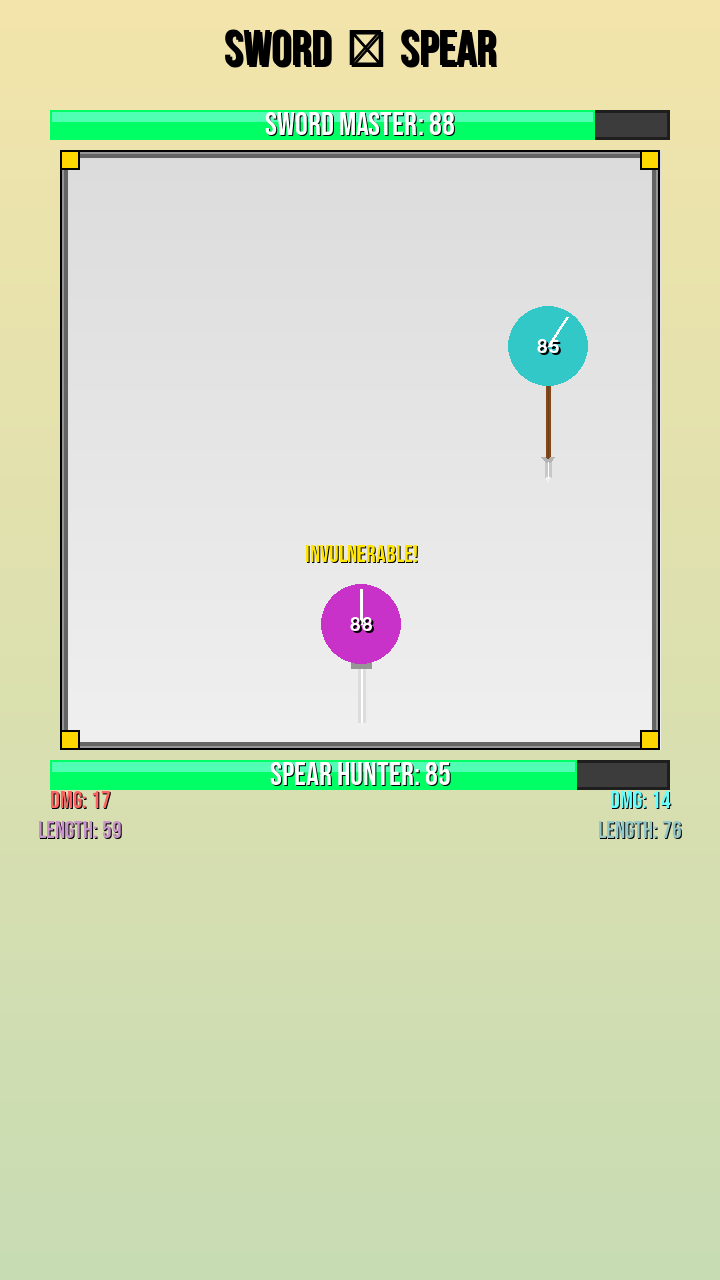 SWORD SPEAR
SWORD MASTER: 88
85
INVULNERABLE!
88
SPEAR HUNTER: 85
DMG: 17
DMG: 14
LENGTH: 59
LENGTH: 76